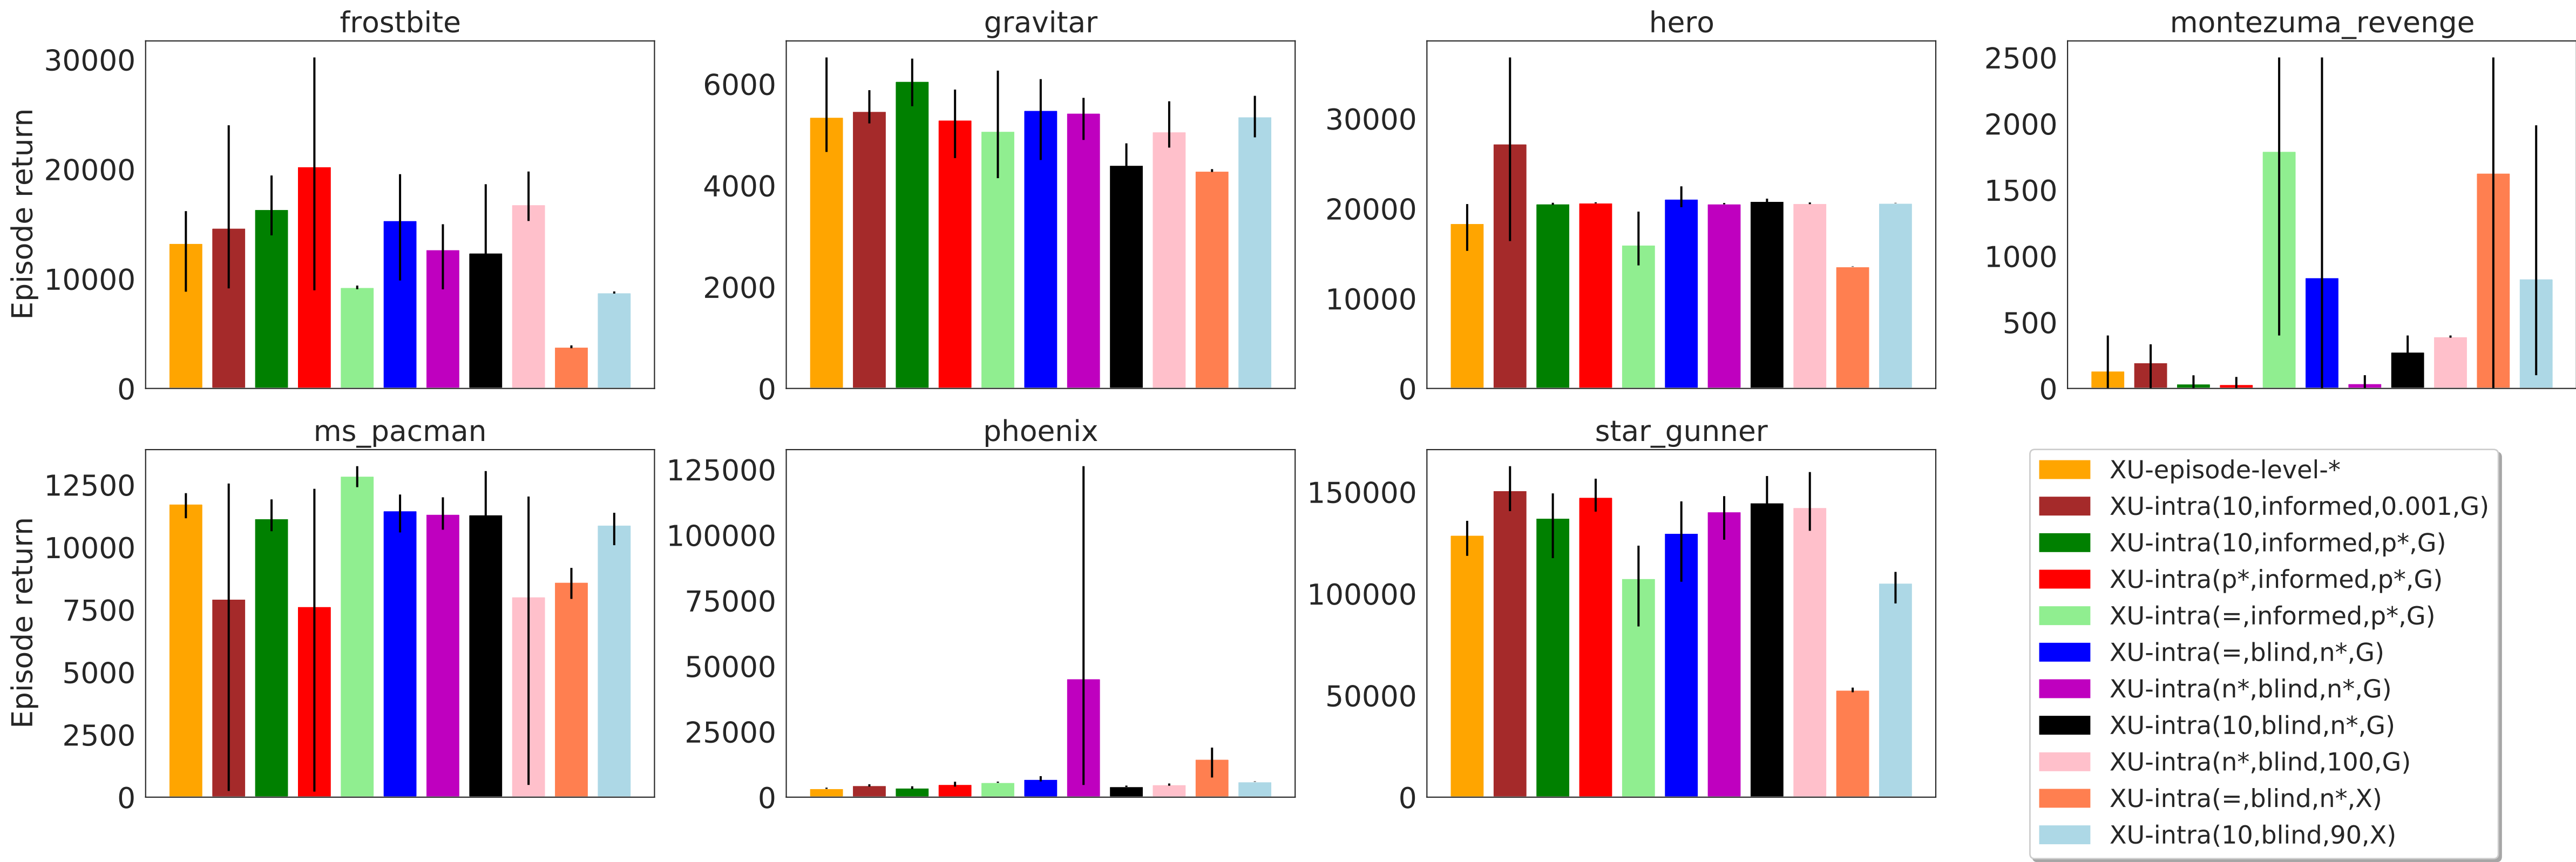 frostbite
gravitar
hero
montezuma_revenge
Episode return
30000
20000
10000
0
6000
4000
2000
0
30000
20000
10000
0
2500
2000
1500
1000
500
0
ms_pacman
phoenix
star_gunner
Episode return
12500
10000
7500
5000
2500
0
125000
100000
75000
50000
25000
0
150000
100000
50000
0
XU-episode-level-*
XU-intra(10,informed,0.001,G)
XU-intra(10,informed,p*,G)
XU-intra(p*,informed,p*,G)
XU-intra(=,informed,p*,G)
XU-intra(=,blind,n*,G)
XU-intra(n*,blind,n*,G)
XU-intra(10,blind,n*,G)
XU-intra(n*,blind,100,G)
XU-intra(=,blind,n*,X)
XU-intra(10,blind,90,X)